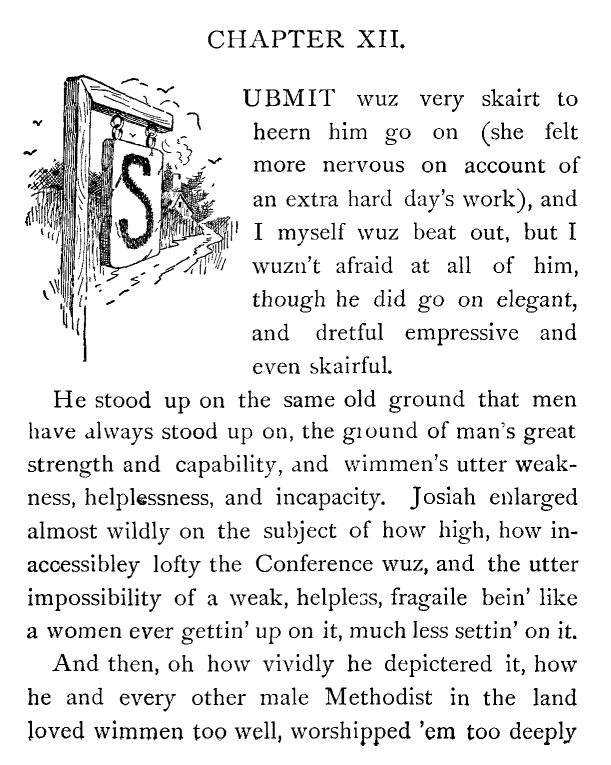 CHAPTER XII.
SUBMIT wuz very skairt to
heern him go on (she felt
more nervous on account of
an extra hard day's work), and
I myself wuz beat out, but I
wuzn't afraid at all of him,
though he did go on elegant,
and dretful empressive and
even skairful.
He stood up on the same old ground that men
have always stood up on, the ground of man's great
strength and capability, and wimmen's utter weak-
ness, helplessness, and incapacity. Josiah enlarged
almost wildly on the subject of how high, how in-
accessibley lofty the Conference wuz, and the utter
impossibility of a weak, helpless, fragaile bein' like
a women ever gettin' up on it, much less settin' on it.
And then, oh how vividly he depictered it, how
he and every other male Methodist in the land
loved wimmen too well, worshipped 'em too deeply